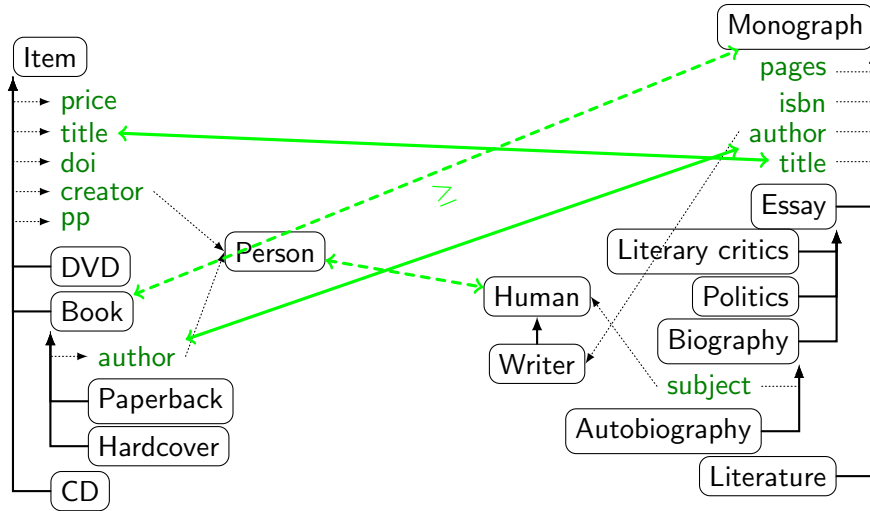 Item
price
title
doi
creator
pp
DVD
Book
author
Paperback
Hardcover
CD
Person
≥
Human
Writer
Monograph
pages
isbn
author
title
Essay
Literary critics
Politics
Biography
subject
Autobiography
Literature